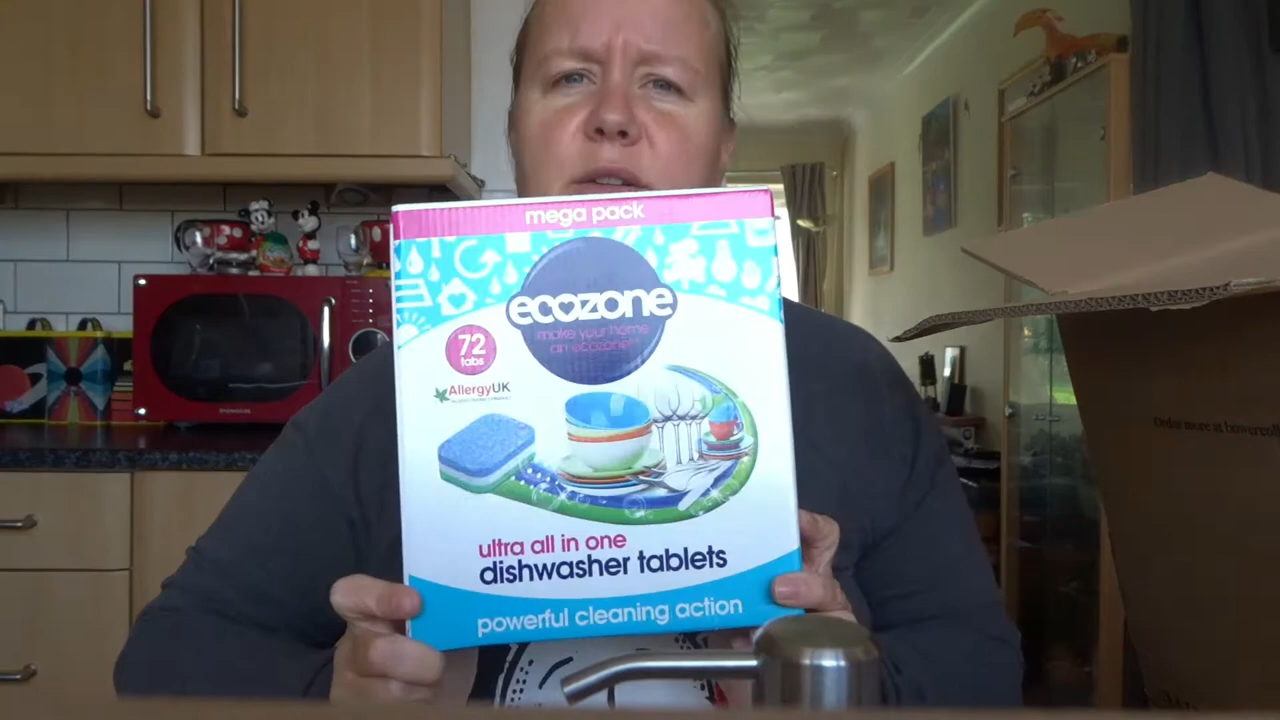 mega pack
ecozone
make your home
an ecozone
72
tabs
AllergyUK
ultra all in one
dishwasher tablets
powerful cleaning action